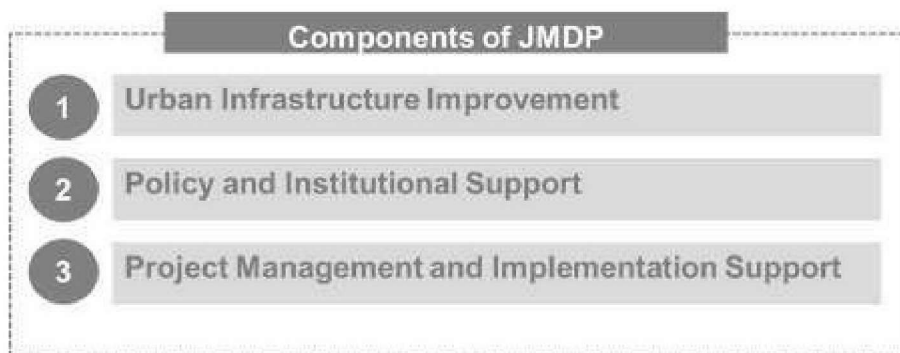 Components of JMDP
1 Urban Infrastructure Improvement
2 Policy and Institutional Support
3 Project Management and Implementation Support